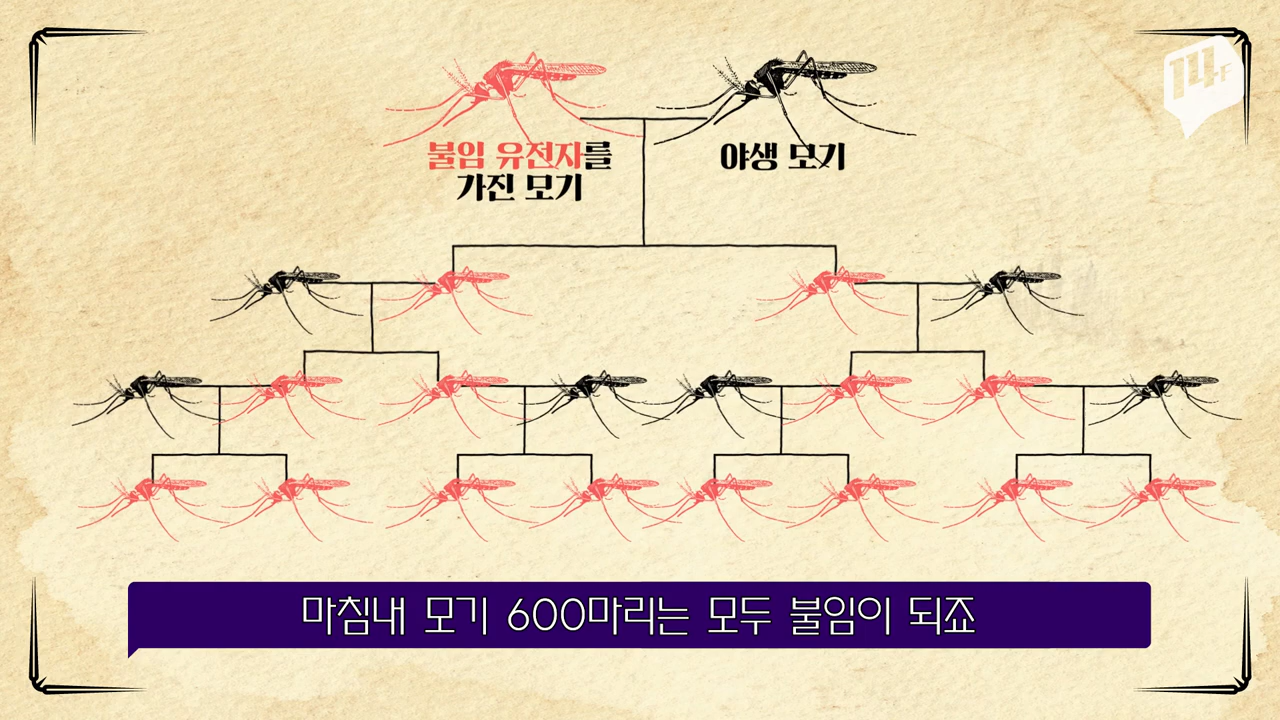 14F
불임 유전자를
가진 모기
야생 모기
마침내 모기 600마리는 모두 불임이 되죠